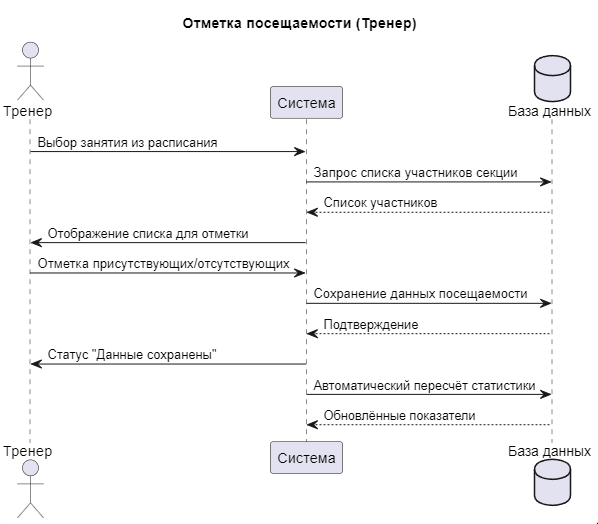 Отметка посещаемости (Тренер)
Тренер
Система
База данных
Выбор занятия из расписания
Запрос списка участников секции
Список участников
Отображение списка для отметки
Отметка присутствующих/отсутствующих
Сохранение данных посещаемости
Подтверждение
Статус "Данные сохранены"
Автоматический пересчёт статистики
Обновлённые показатели
Тренер
Система
База данных